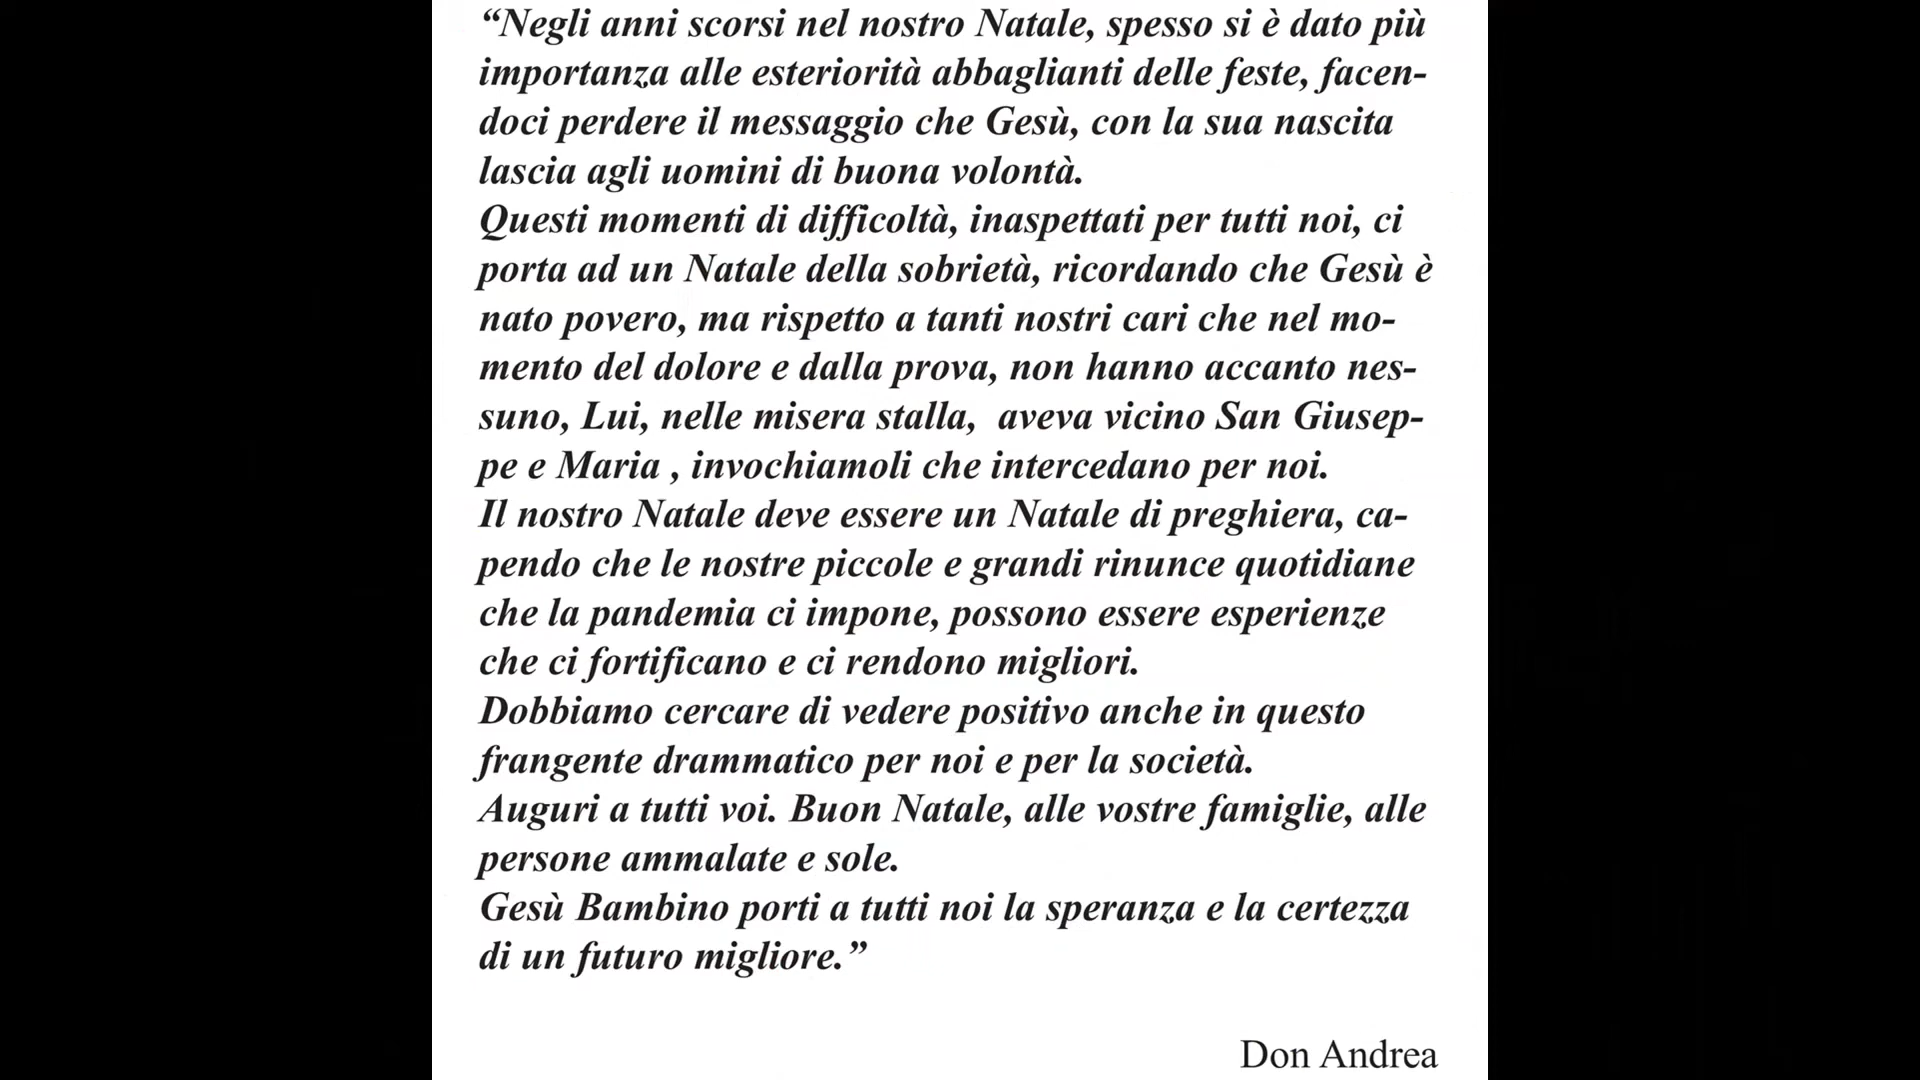 “Negli anni scorsi nel nostro Natale, spesso si è dato più
importanza alle esteriorità abbaglianti delle feste, facen-
doci perdere il messaggio che Gesù, con la sua nascita
lascia agli uomini di buona volontà.
Questi momenti di difficoltà, inaspettati per tutti noi, ci
porta ad un Natale della sobrietà, ricordando che Gesù è
nato povero, ma rispetto a tanti nostri cari che nel mo-
mento del dolore e dalla prova, non hanno accanto nes-
suno, Lui, nelle misera stalla,  aveva vicino San Giusep-
pe e Maria , invochiamoli che intercedano per noi.
Il nostro Natale deve essere un Natale di preghiera, ca-
pendo che le nostre piccole e grandi rinunce quotidiane
che la pandemia ci impone, possono essere esperienze
che ci fortificano e ci rendono migliori.
Dobbiamo cercare di vedere positivo anche in questo
frangente drammatico per noi e per la società.
Auguri a tutti voi. Buon Natale, alle vostre famiglie, alle
persone ammalate e sole.
Gesù Bambino porti a tutti noi la speranza e la certezza
di un futuro migliore.”
Don Andrea